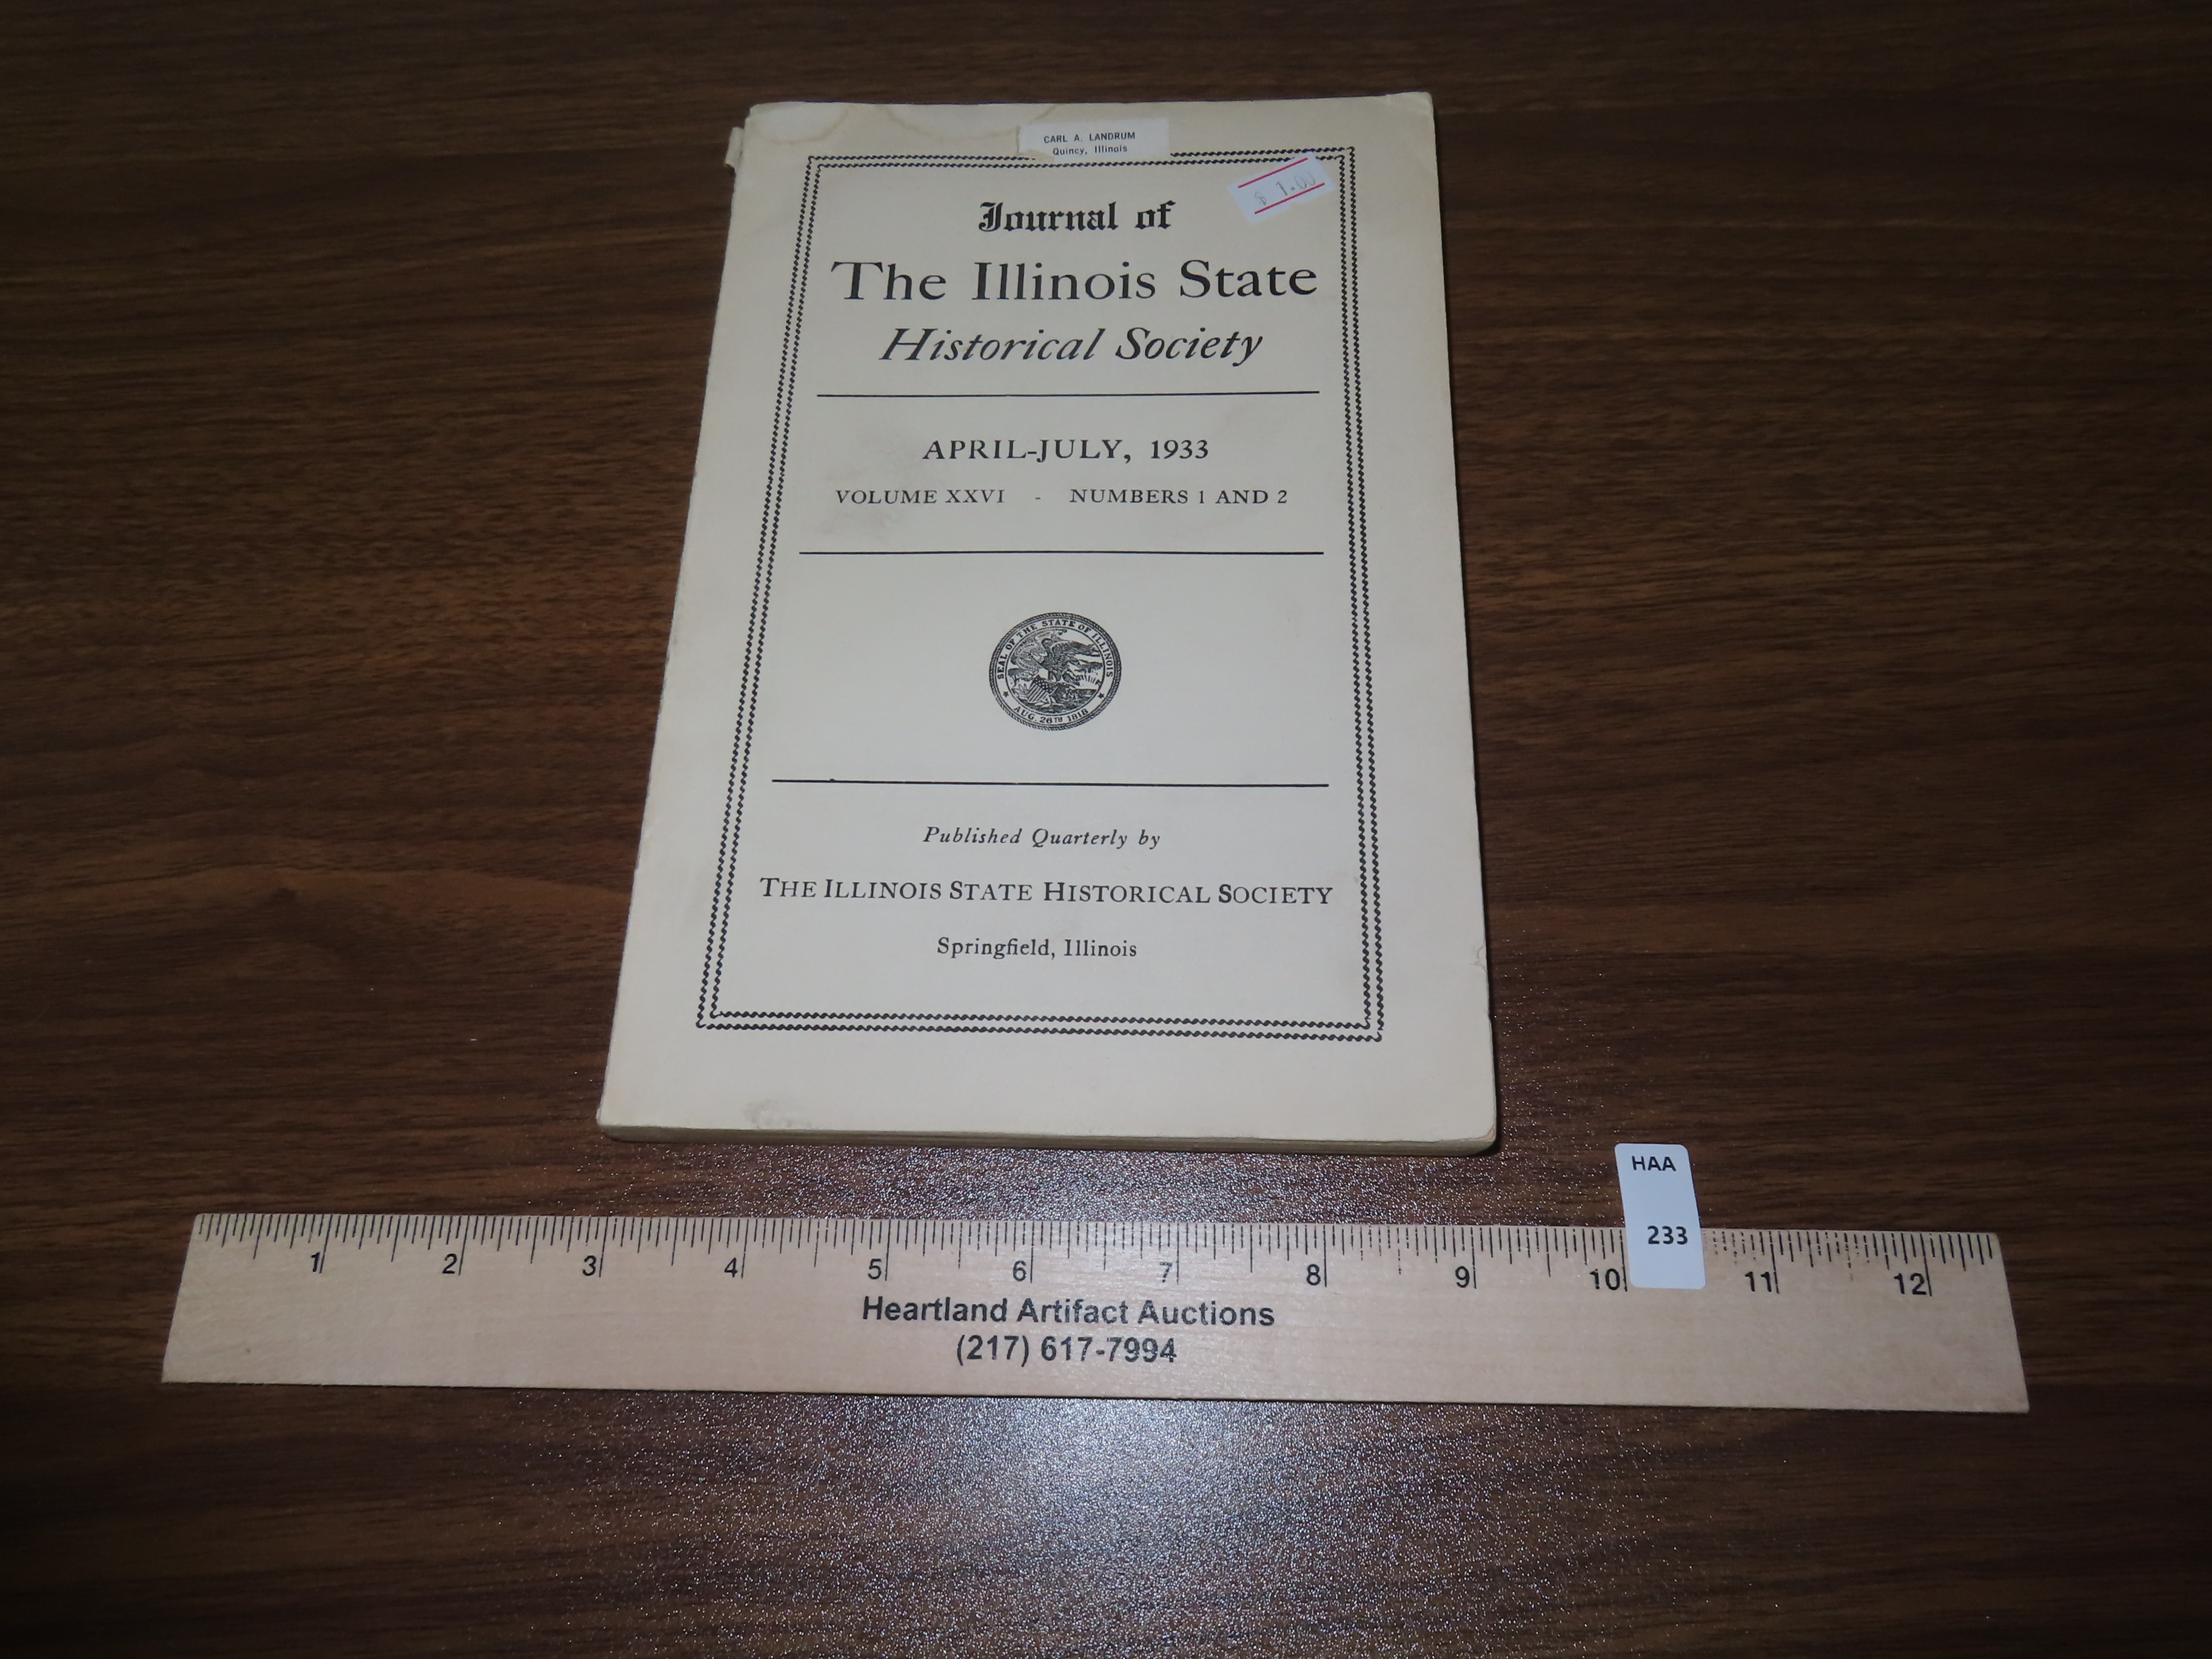 CARL A. LANDRUM
Quincy, Illinois
$ 1.00
Journal of
The Illinois State
Historical Society
APRIL-JULY, 1933
VOLUME XXVI - NUMBERS 1 AND 2
SEAL OF THE STATE OF ILLINOIS
AUG. 26TH 1818
Published Quarterly by
THE ILLINOIS STATE HISTORICAL SOCIETY
Springfield, Illinois
HAA
233
1 2 3 4 5 6 7 8 9 10 11 12
Heartland Artifact Auctions
(217) 617-7994